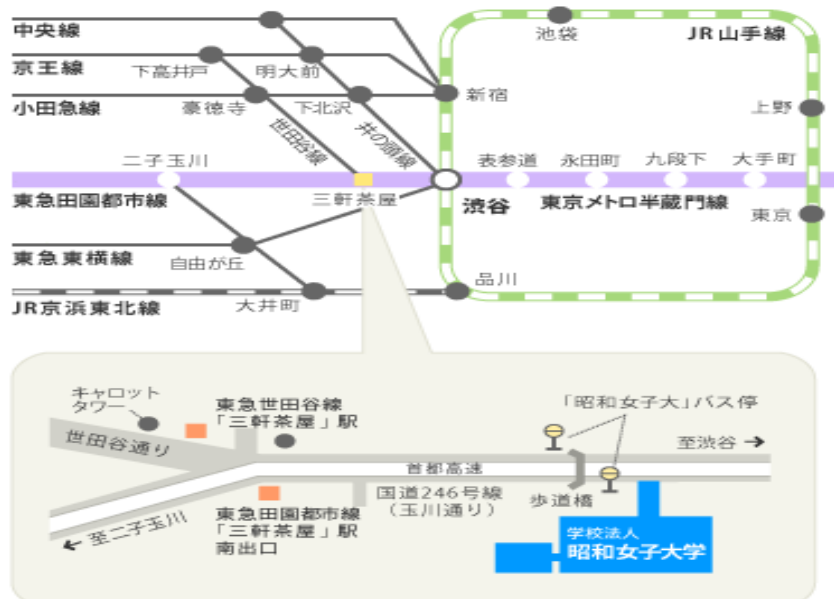 中央線
池袋
JR山手線
京王線
下高井戸
明大前
小田急線
豪徳寺
下北沢
新宿
上野
世田谷線
井の頭線
二子玉川
表参道
永田町
九段下
大手町
東急田園都市線
三軒茶屋
渋谷
東京メトロ半蔵門線
東京
東急東横線
自由が丘
品川
JR京浜東北線
大井町
キャロット
タワー
東急世田谷線
「三軒茶屋」駅
「昭和女子大」バス停
世田谷通り
至渋谷→
首都高速
国道246号線
(玉川通り)
歩道橋
←至二子玉川
東急田園都市線
「三軒茶屋」駅
南出口
学校法人
昭和女子大学